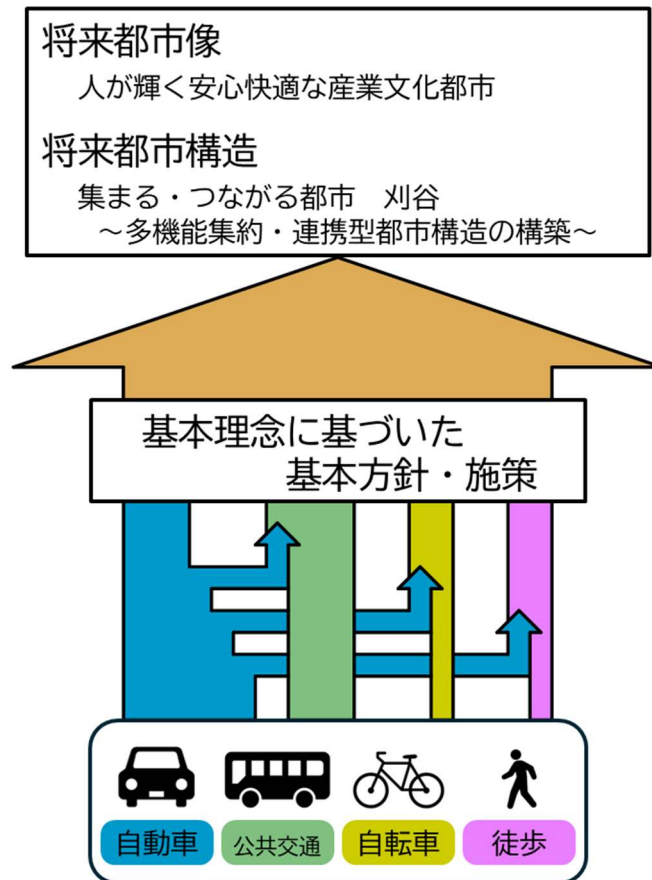 将来都市像
人が輝く安心快適な産業文化都市
将来都市構造
集まる・つながる都市　刈谷
～多機能集約・連携型都市構造の構築～
基本理念に基づいた
基本方針・施策
自動車
公共交通
自転車
徒歩